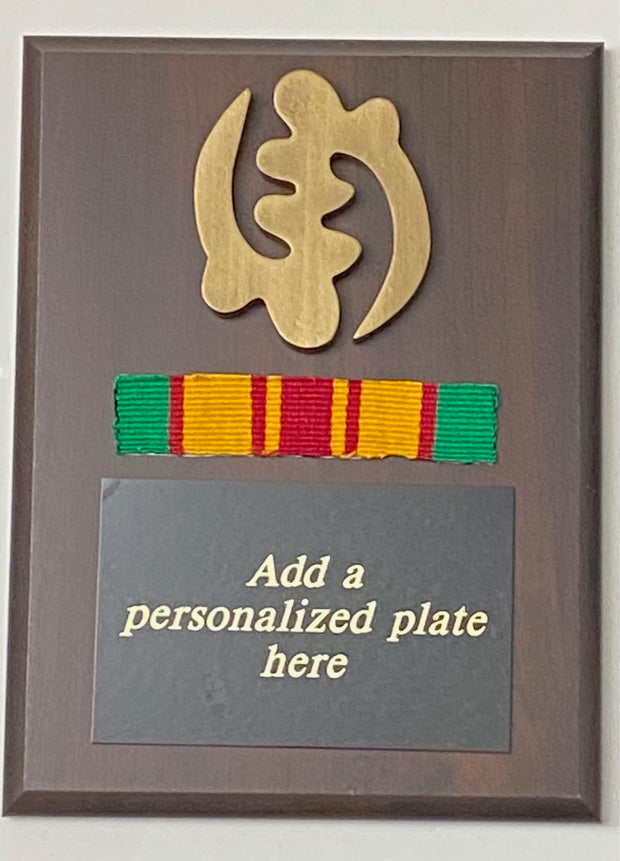 Add a
personalized plate
here